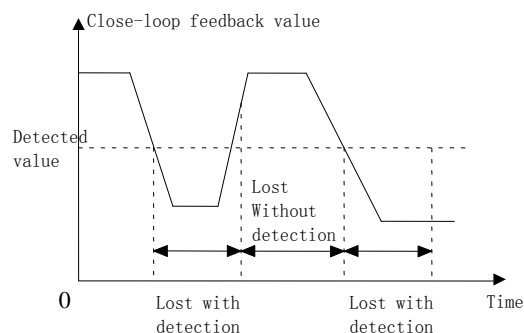 Close-loop feedback value
Detected
value
Lost
Without
detection
0
Time
Lost with
detection
Lost with
detection